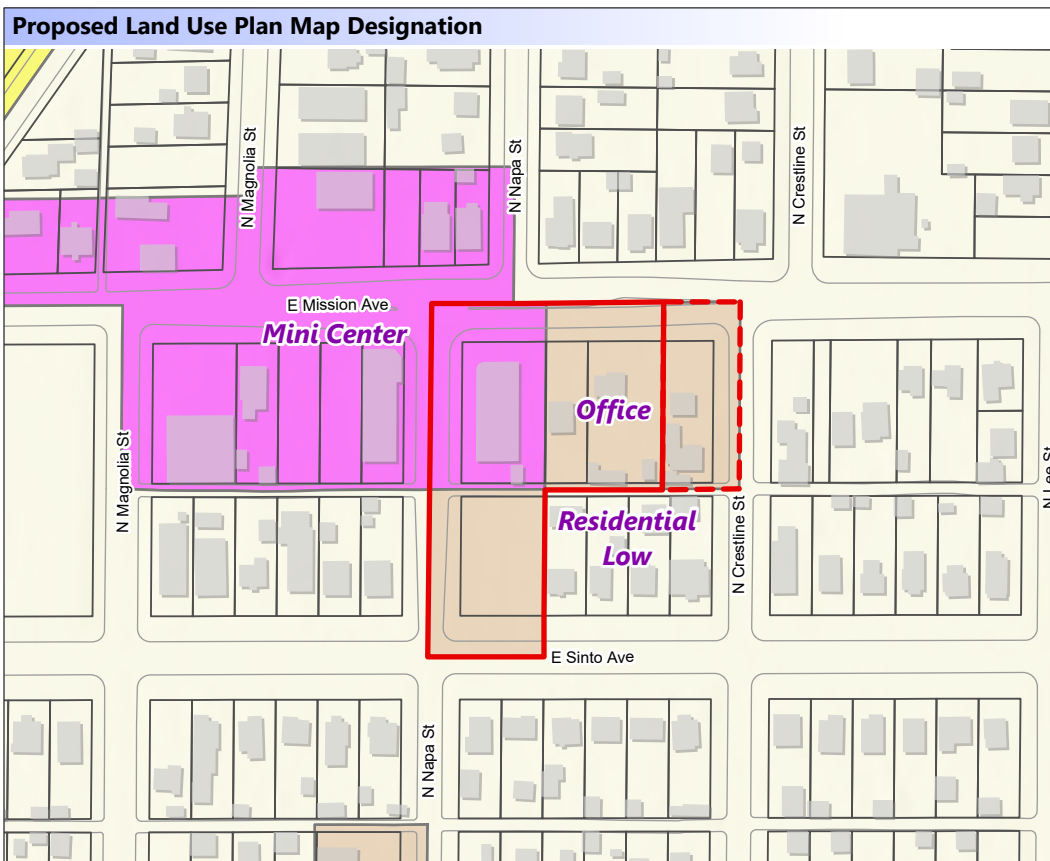 Proposed Land Use Plan Map Designation
N Magnolia St
N Napa St
N Crestline St
E Mission Ave
Mini Center
Office
N Magnolia St
N Lee St
Residential
Low
N Crestline St
E Sinto Ave
N Napa St